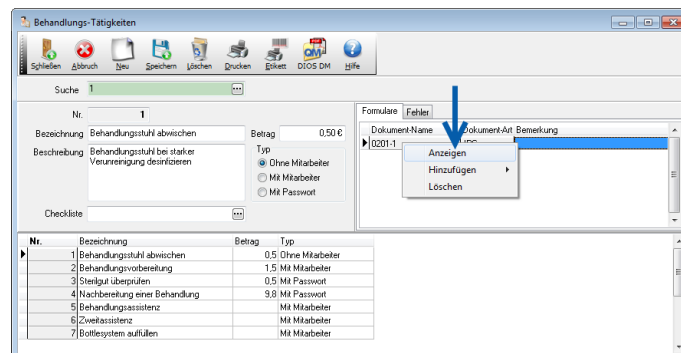 Behandlungs-Tätigkeiten
Schließen Abbruch Neu Speichern Löschen Drucken Etikett DIOS DM Hilfe
Suche 1
Nr. 1
Bezeichnung Behandlungsstuhl abwischen Betrag 0,50 €
Beschreibung Behandlungsstuhl bei starker
Verunreinigung desinfizieren
Typ
Ohne Mitarbeiter
Mit Mitarbeiter
Mit Passwort
Checkliste
Formulare Fehler
Dokument-Name Dokument-Art Bemerkung
0201-1
Anzeigen
Hinzufügen
Löschen
Nr. Bezeichnung Betrag Typ
1 Behandlungsstuhl abwischen 0,5 Ohne Mitarbeiter
2 Behandlungsvorbereitung 1,5 Mit Mitarbeiter
3 Sterilgut überprüfen 0,5 Mit Passwort
4 Nachbereitung einer Behandlung 9,8 Mit Passwort
5 Behandlungsassistenz Mit Mitarbeiter
6 Zweitassistenz Mit Mitarbeiter
7 Bottlesystem auffüllen Mit Mitarbeiter